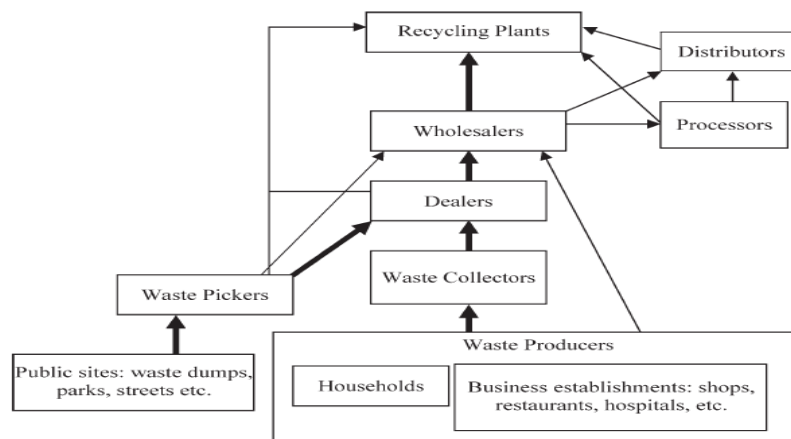 Recycling Plants
Distributors
Wholesalers
Processors
Dealers
Waste Collectors
Waste Pickers
Waste Producers
Public sites: waste dumps,
parks, streets etc.
Households
Business establishments: shops,
restaurants, hospitals, etc.